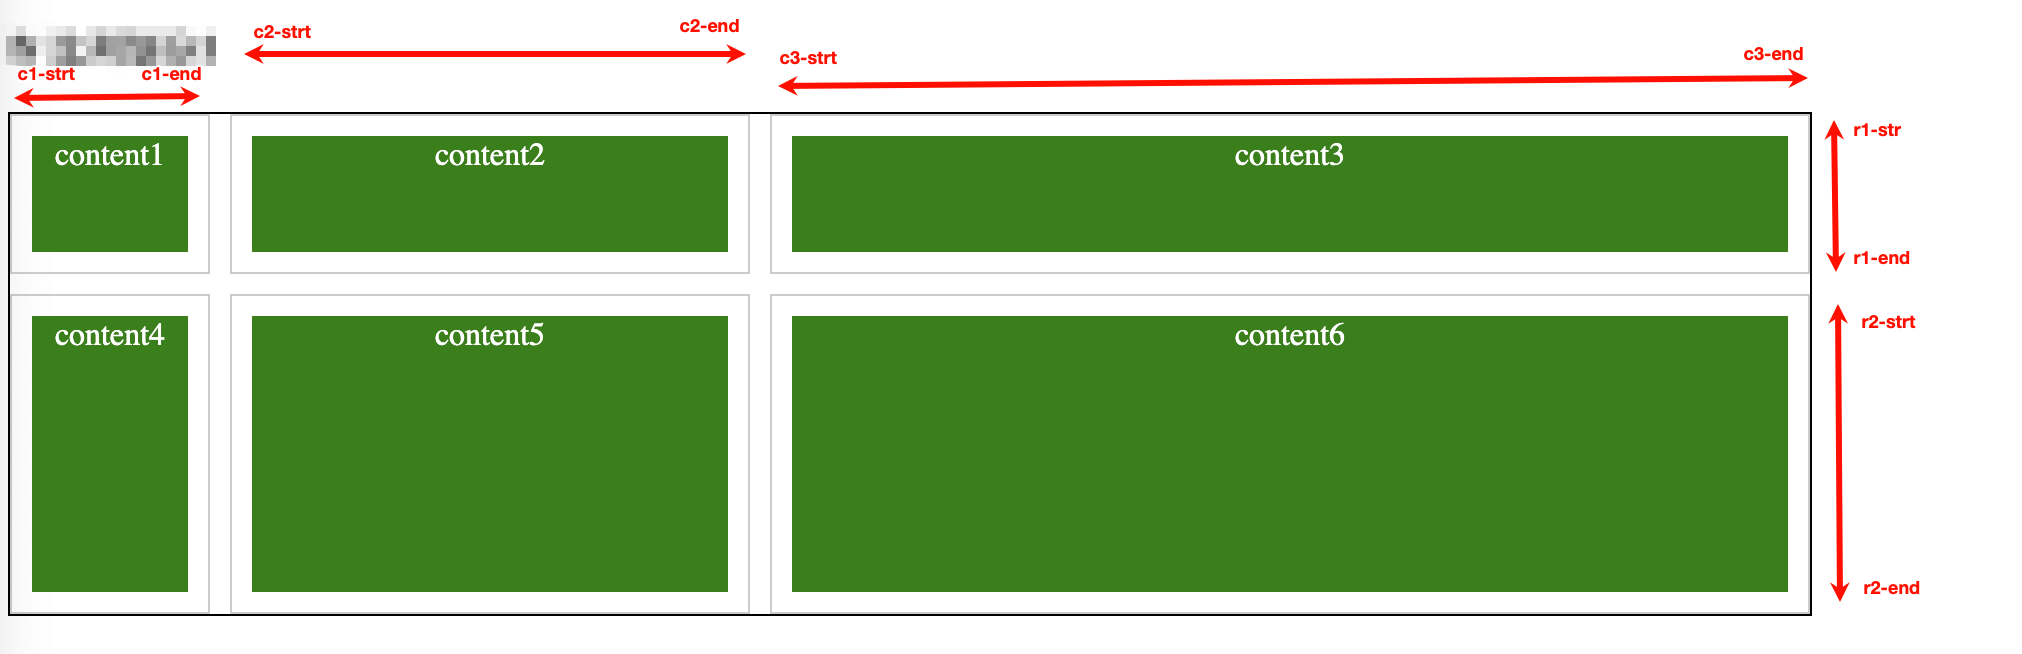 c2-strt
c2-end
c3-strt
c3-end
c1-strt
c1-end
content1
content2
content3
r1-str
r1-end
content4
content5
content6
r2-strt
r2-end